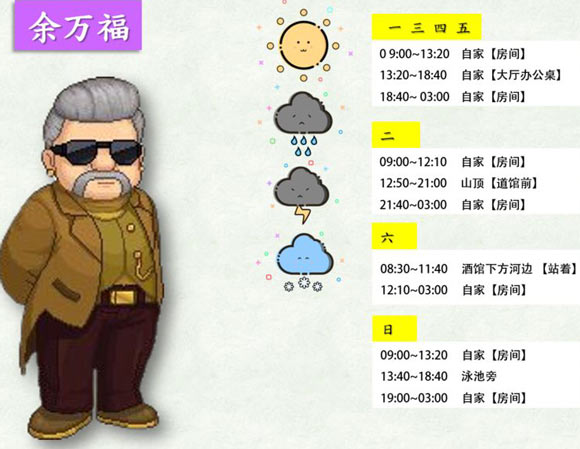 余万福
一 三 四 五
0 9:00~13:20 自家【房间】
13:20~18:40 自家【大厅办公桌】
18:40~ 03:00 自家【房间】
二
09:00~12:10 自家【房间】
12:50~21:00 山顶【道馆前】
21:40~03:00 自家【房间】
六
08:30~11:40 酒馆下方河边 【站着】
12:10~03:00 自家【房间】
日
09:00~13:20 自家【房间】
13:40~18:40 泳池旁
19:00~03:00 自家【房间】